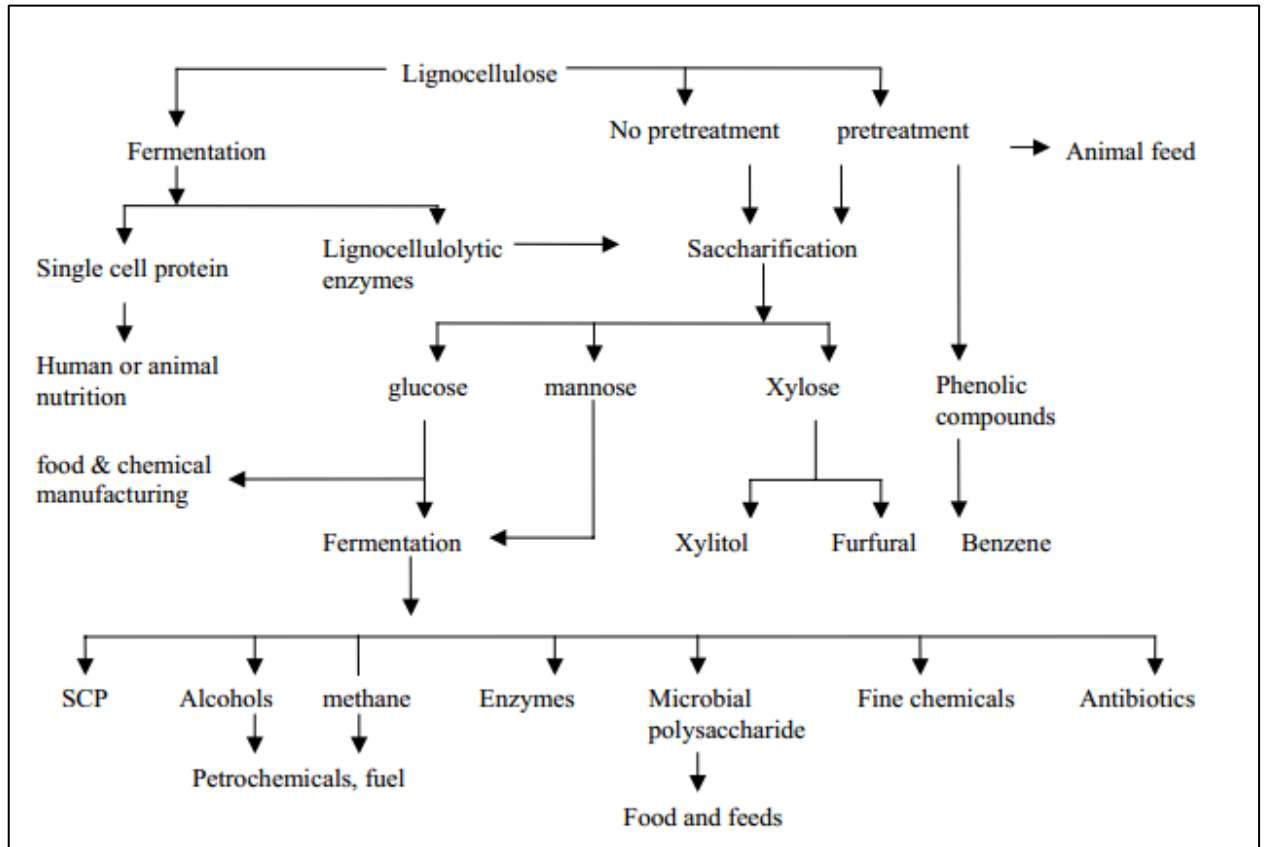 Lignocellulose
No pretreatment
pretreatment
Fermentation
Animal feed
Single cell protein
Lignocellulolytic
enzymes
Saccharification
Human or animal
nutrition
glucose
mannose
Xylose
Phenolic
compounds
food & chemical
manufacturing
Fermentation
Xylitol
Furfural
Benzene
SCP
Alcohols
methane
Enzymes
Microbial
polysaccharide
Fine chemicals
Antibiotics
Petrochemicals, fuel
Food and feeds